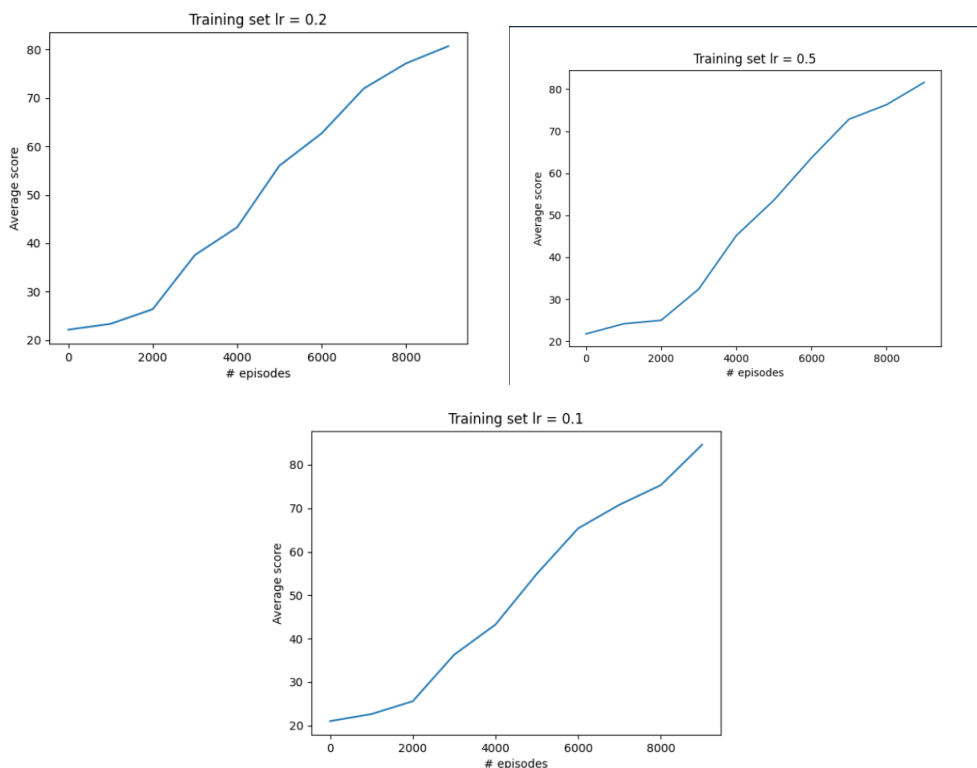 Training set lr = 0.2
Average score
80
70
60
50
40
30
20
0 2000 4000 6000 8000
# episodes
Training set lr = 0.5
Average score
80
70
60
50
40
30
20
0 2000 4000 6000 8000
# episodes
Training set lr = 0.1
Average score
80
70
60
50
40
30
20
0 2000 4000 6000 8000
# episodes